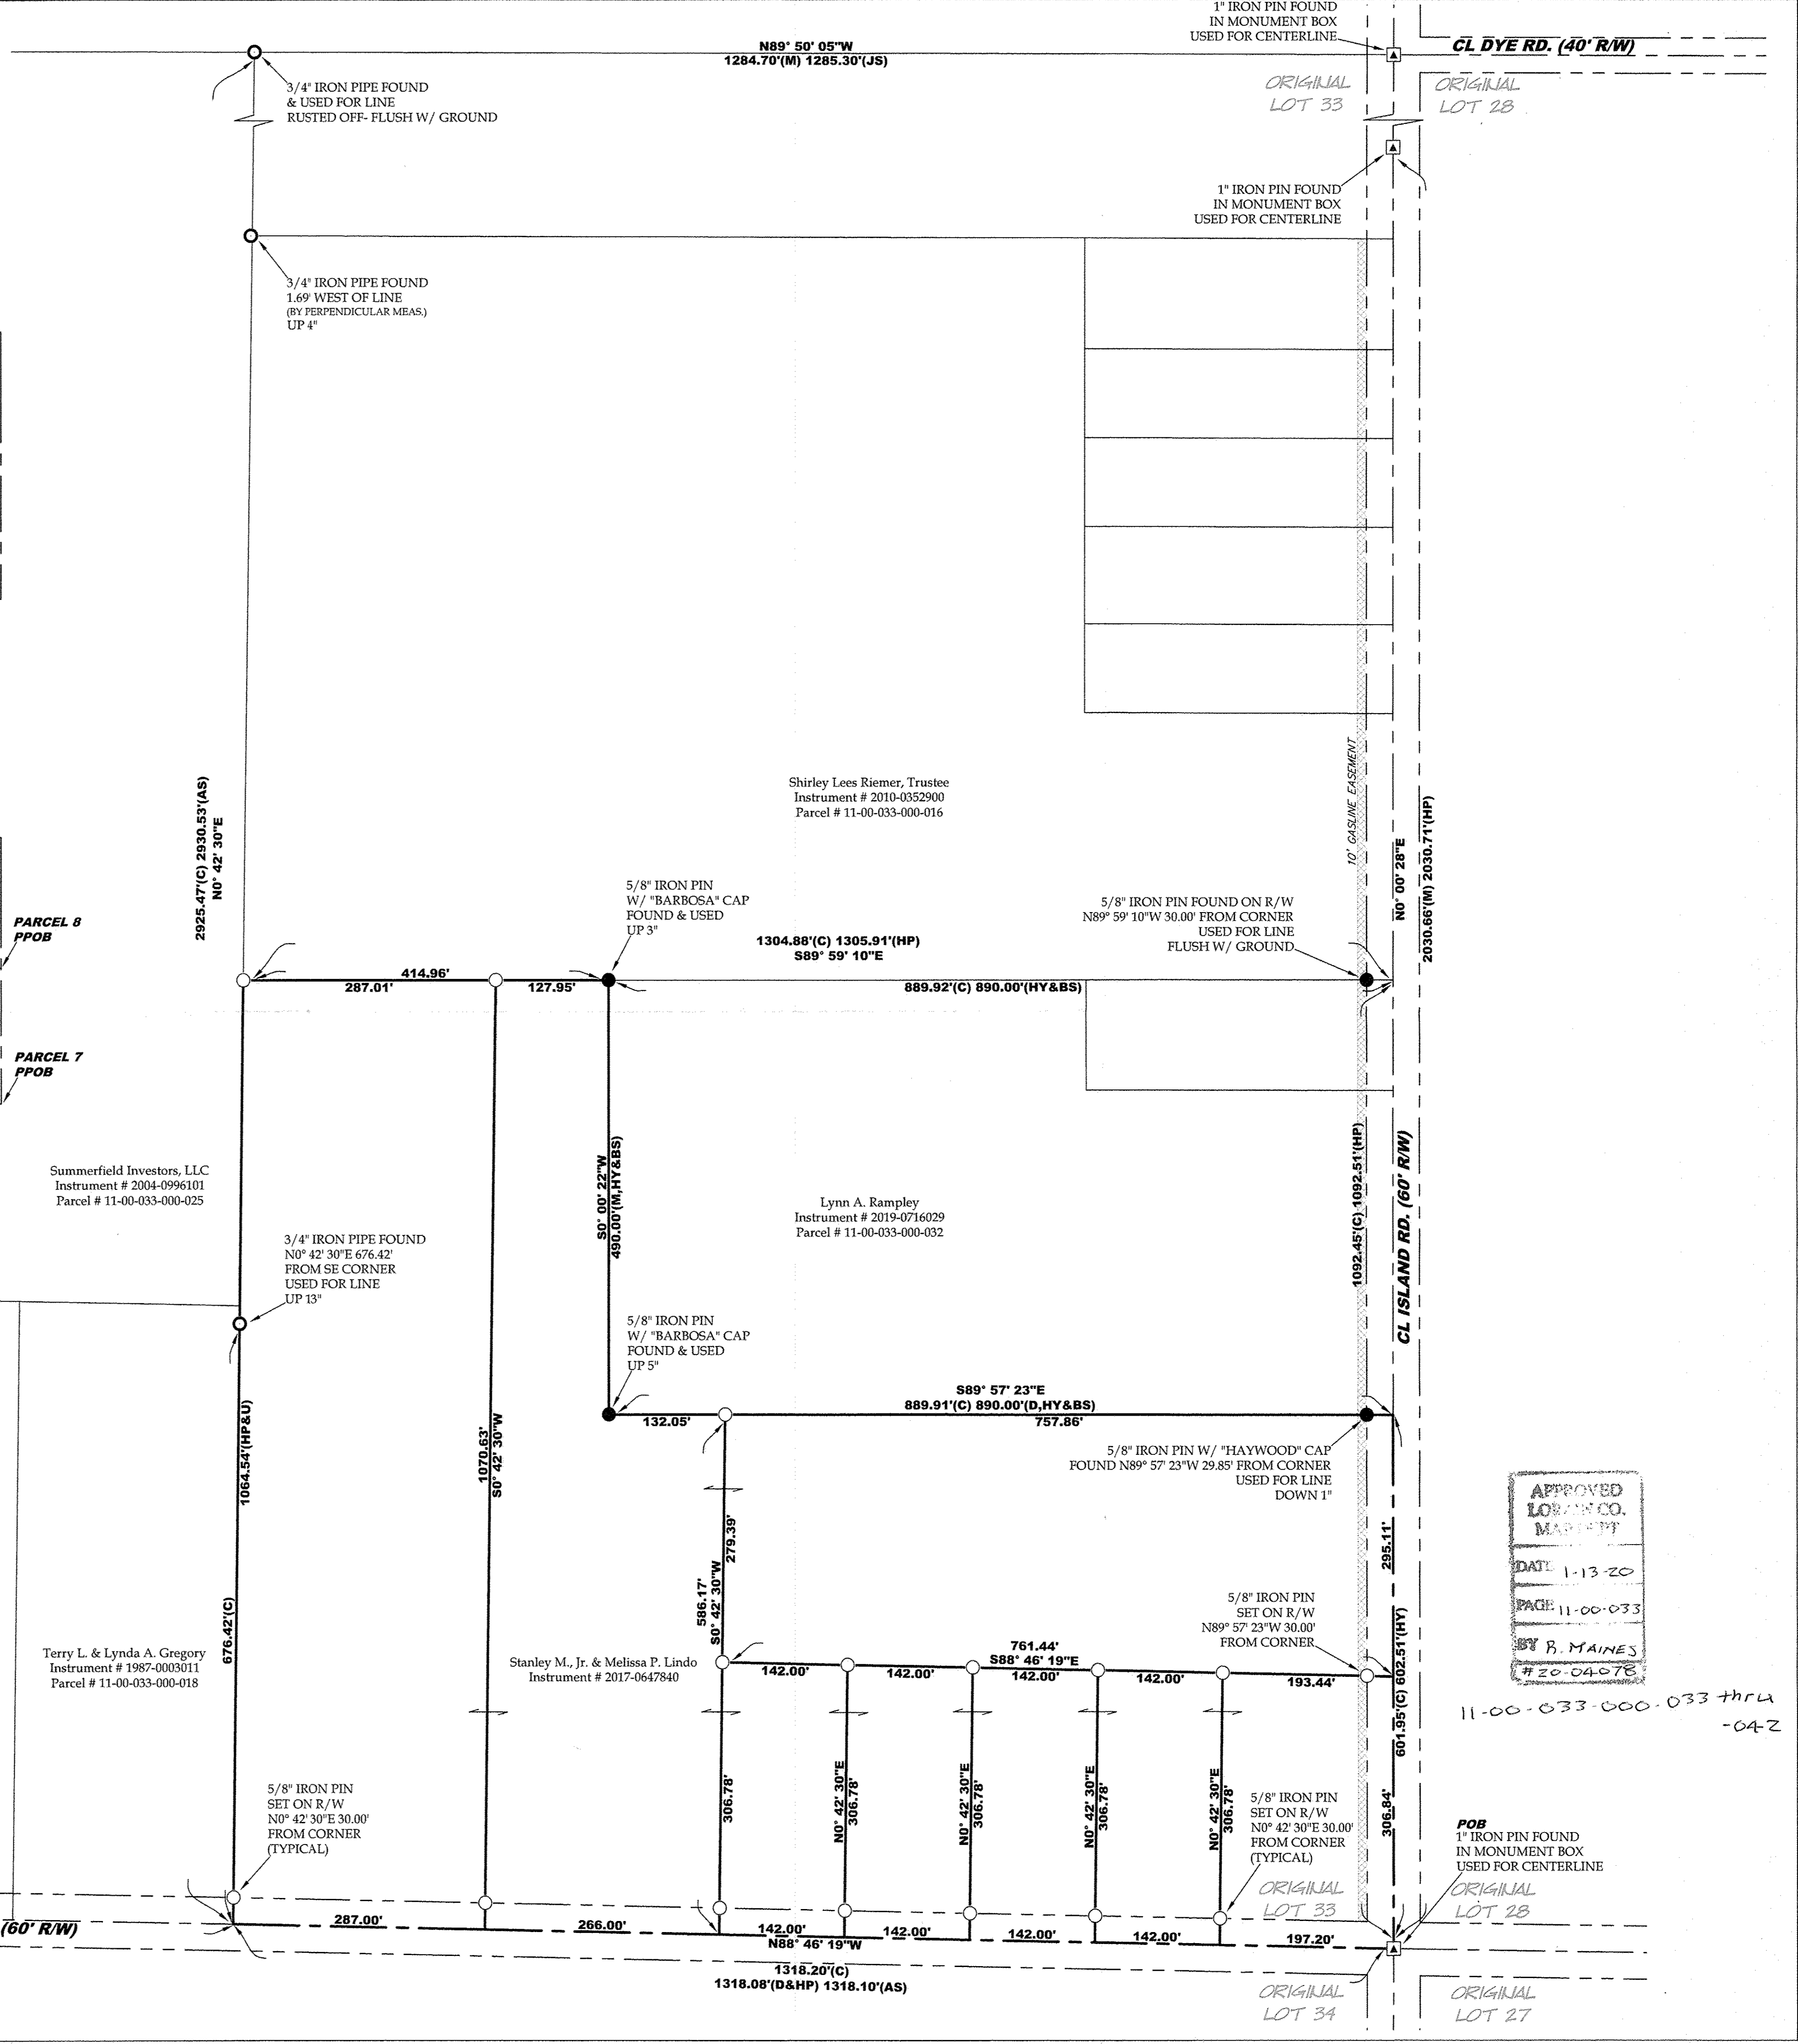 1" IRON PIN FOUND
IN MONUMENT BOX
USED FOR CENTERLINE
N89° 50' 05"W
1284.70'(M) 1285.30'(JS)
CL DYE RD. (40' R/W)
ORIGINAL
LOT 33
ORIGINAL
LOT 28
3/4" IRON PIPE FOUND
& USED FOR LINE
RUSTED OFF- FLUSH W/ GROUND
1" IRON PIN FOUND
IN MONUMENT BOX
USED FOR CENTERLINE
3/4" IRON PIPE FOUND
1.69' WEST OF LINE
(BY PERPENDICULAR MEAS.)
UP 4"
10' GASLINE EASEMENT
Shirley Lees Riemer, Trustee
Instrument # 2010-0352900
Parcel # 11-00-033-000-016
2925.47'(C) 2930.53'(AS)
N0° 42' 30"E
N0° 00' 28"E
2030.66'(M) 2030.71'(HP)
PARCEL 8
PPOB
5/8" IRON PIN
W/ "BARBOSA" CAP
FOUND & USED
UP 3"
5/8" IRON PIN FOUND ON R/W
N89° 59' 10"W 30.00' FROM CORNER
USED FOR LINE
FLUSH W/ GROUND
1304.88'(C) 1305.91'(HP)
S89° 59' 10"E
414.96'
287.01'
127.95'
889.92'(C) 890.00'(HY&BS)
PARCEL 7
PPOB
Summerfield Investors, LLC
Instrument # 2004-0996101
Parcel # 11-00-033-000-025
S0° 00' 22"W
490.00'(M,HY&BS)
Lynn A. Rampley
Instrument # 2019-0716029
Parcel # 11-00-033-000-032
1092.45'(C) 1092.51'(HP)
CL ISLAND RD. (60' R/W)
3/4" IRON PIPE FOUND
N0° 42' 30"E 676.42'
FROM SE CORNER
USED FOR LINE
UP 13"
5/8" IRON PIN
W/ "BARBOSA" CAP
FOUND & USED
UP 5"
S89° 57' 23"E
889.91'(C) 890.00'(D,HY&BS)
132.05'
757.86'
1064.54'(HP&U)
1070.63'
S0° 42' 30"W
5/8" IRON PIN W/ "HAYWOOD" CAP
FOUND N89° 57' 23"W 29.85' FROM CORNER
USED FOR LINE
DOWN 1"
279.39'
586.17'
S0° 42' 30"W
295.11'
APPROVED
LORAIN CO.
MAP DEPT
DATE 1-13-20
PAGE 11-00-033
BY B. MAINES
#20-04078
11-00-033-000-033 thru
-042
5/8" IRON PIN
SET ON R/W
N89° 57' 23"W 30.00'
FROM CORNER
676.42'(C)
Terry L. & Lynda A. Gregory
Instrument # 1987-0003011
Parcel # 11-00-033-000-018
Stanley M., Jr. & Melissa P. Lindo
Instrument # 2017-0647840
761.44'
S88° 46' 19"E
142.00'
142.00'
142.00'
142.00'
193.44'
601.95'(C) 602.51'(HY)
5/8" IRON PIN
SET ON R/W
N0° 42' 30"E 30.00'
FROM CORNER
(TYPICAL)
306.78'
N0° 42' 30"E
306.78'
N0° 42' 30"E
306.78'
N0° 42' 30"E
306.78'
N0° 42' 30"E
306.78'
5/8" IRON PIN
SET ON R/W
N0° 42' 30"E 30.00'
FROM CORNER
(TYPICAL)
306.84'
POB
1" IRON PIN FOUND
IN MONUMENT BOX
USED FOR CENTERLINE
ORIGINAL
LOT 33
ORIGINAL
LOT 28
(60' R/W)
287.00'
266.00'
142.00'
142.00'
142.00'
142.00'
197.20'
N88° 46' 19"W
1318.20'(C)
1318.08'(D&HP) 1318.10'(AS)
ORIGINAL
LOT 34
ORIGINAL
LOT 27